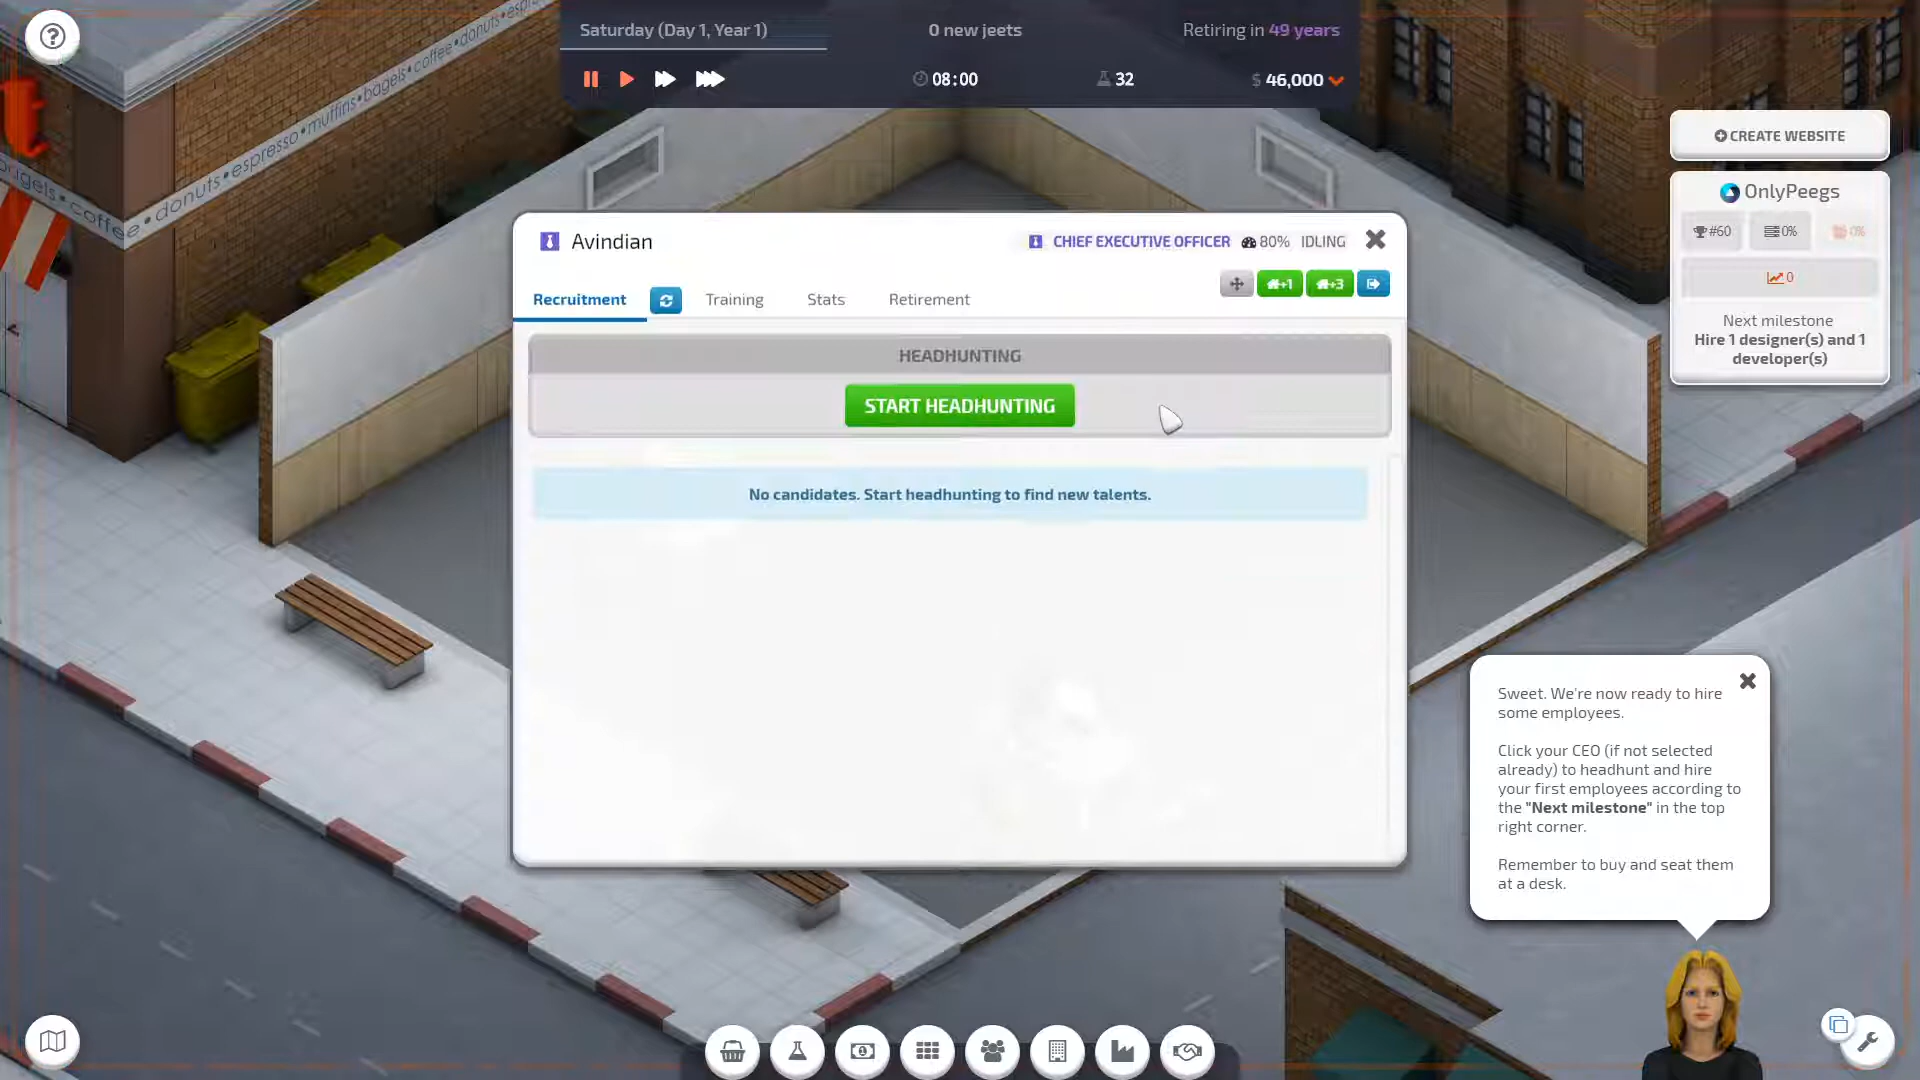 donuts•espresso•muffins•bagels•coffee•donuts•
bagels•coffee•donuts
t
Saturday (Day 1, Year 1)
0 new jeets
Retiring in 49 years
08:00
32
$ 46,000
CREATE WEBSITE
OnlyPeegs
#60
0%
0%
0
Next milestone
Hire 1 designer(s) and 1
developer(s)
Avindian
CHIEF EXECUTIVE OFFICER
80%
IDLING
+1
+3
Recruitment
Training
Stats
Retirement
HEADHUNTING
START HEADHUNTING
No candidates. Start headhunting to find new talents.
Sweet. We're now ready to hire
some employees.
Click your CEO (if not selected
already) to headhunt and hire
your first employees according to
the "Next milestone" in the top
right corner.
Remember to buy and seat them
at a desk.